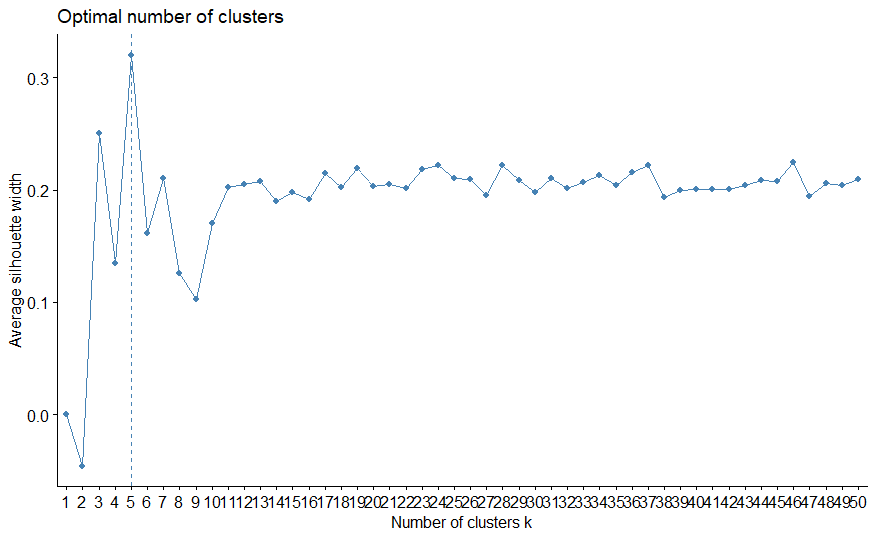 Optimal number of clusters
Average silhouette width
0.3
0.2
0.1
0.0
1 2 3 4 5 6 7 8 9 10 11 12 13 14 15 16 17 18 19 20 21 22 23 24 25 26 27 28 29 30 31 32 33 34 35 36 37 38 39 40 41 42 43 44 45 46 47 48 49 50
Number of clusters k